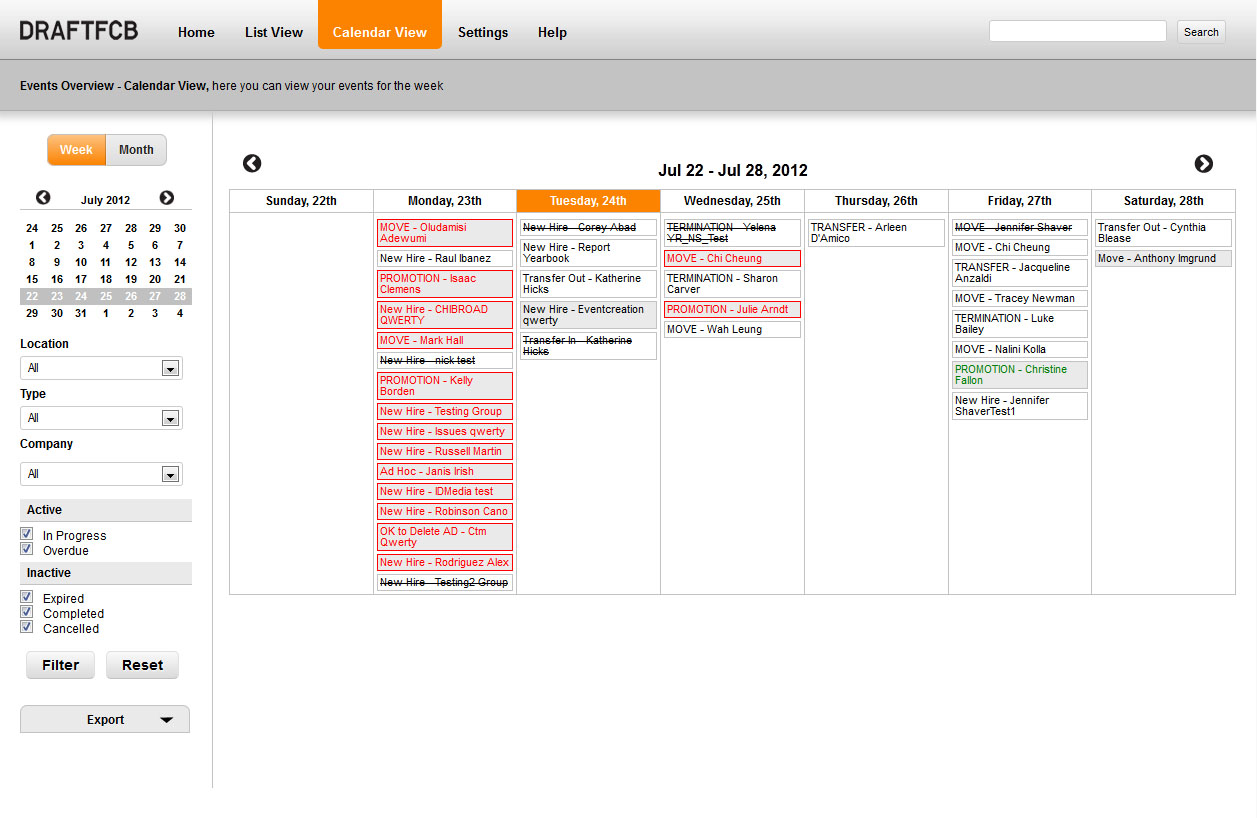 DRAFTFCB
Home
List View
Calendar View
Settings
Help
Search
Events Overview - Calendar View, here you can view your events for the week
Week
Month
July 2012
24 25 26 27 28 29 30
1 2 3 4 5 6 7
8 9 10 11 12 13 14
15 16 17 18 19 20 21
22 23 24 25 26 27 28
29 30 31 1 2 3 4
Location
All
Type
All
Company
All
Active
In Progress
Overdue
Inactive
Expired
Completed
Cancelled
Filter
Reset
Export
Jul 22 - Jul 28, 2012
Sunday, 22th
Monday, 23th
MOVE - Oludamisi
Adewumi
New Hire - Raul Ibanez
PROMOTION - Isaac
Clemens
New Hire - CHIBROAD
QWERTY
MOVE - Mark Hall
New Hire - nick test
PROMOTION - Kelly
Borden
New Hire - Testing Group
New Hire - Issues qwerty
New Hire - Russell Martin
Ad Hoc - Janis Irish
New Hire - IDMedia test
New Hire - Robinson Cano
OK to Delete AD - Ctm
Qwerty
New Hire - Rodriguez Alex
New Hire - Testing2 Group
Tuesday, 24th
New Hire - Corey Abad
New Hire - Report
Yearbook
Transfer Out - Katherine
Hicks
New Hire - Eventcreation
qwerty
Transfer In - Katherine
Hicks
Wednesday, 25th
TERMINATION - Yelena
YR_NS_Test
MOVE - Chi Cheung
TERMINATION - Sharon
Carver
PROMOTION - Julie Arndt
MOVE - Wah Leung
Thursday, 26th
TRANSFER - Arleen
D'Amico
Friday, 27th
MOVE - Jennifer Shaver
MOVE - Chi Cheung
TRANSFER - Jacqueline
Anzaldi
MOVE - Tracey Newman
TERMINATION - Luke
Bailey
MOVE - Nalini Kolla
PROMOTION - Christine
Fallon
New Hire - Jennifer
ShaverTest1
Saturday, 28th
Transfer Out - Cynthia
Blease
Move - Anthony Imgrund